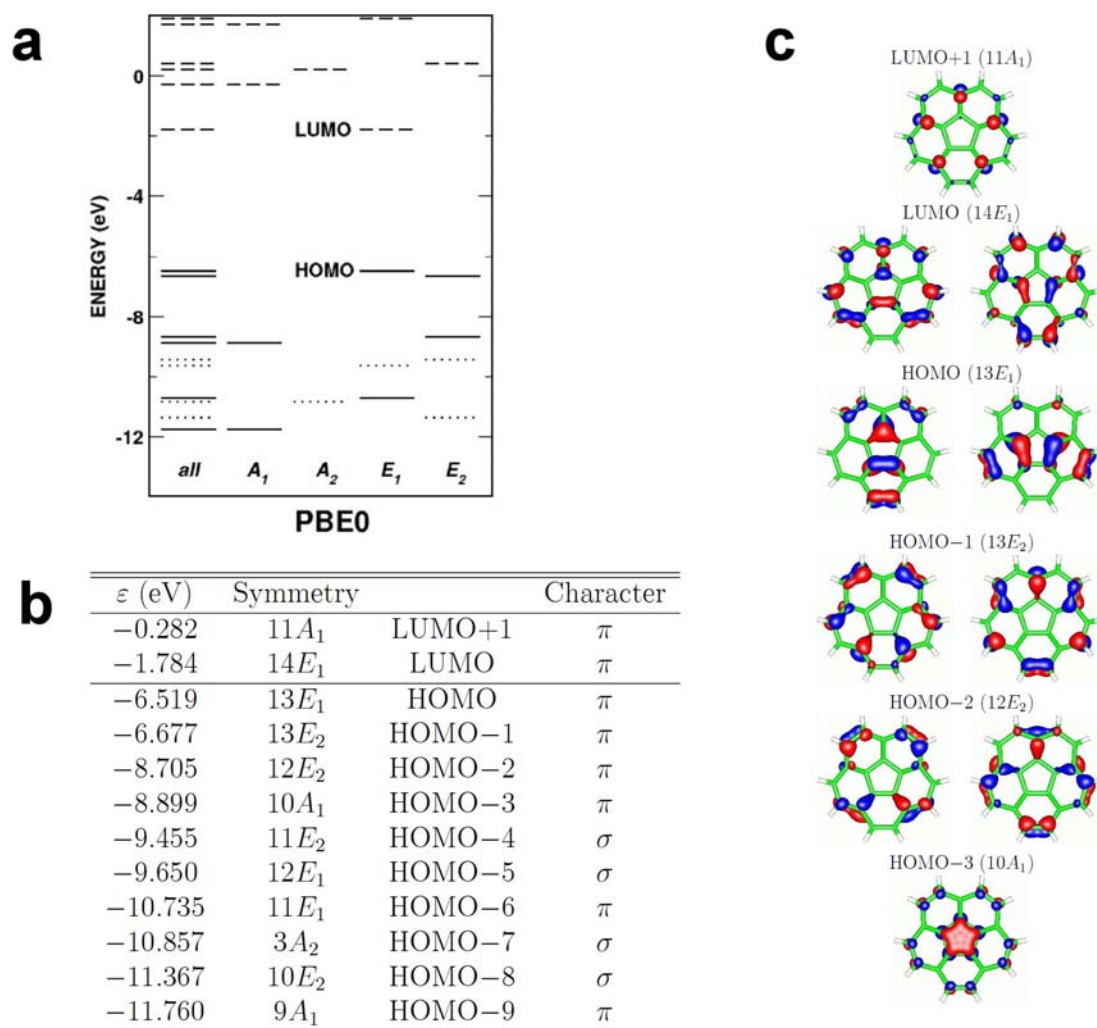 a
0
-4
-8
-12
ENERGY (eV)
LUMO
HOMO
all A₁ A₂ E₁ E₂
PBE0
b
ε (eV) Symmetry Character
−0.282 11A₁ LUMO+1 π
−1.784 14E₁ LUMO π
−6.519 13E₁ HOMO π
−6.677 13E₂ HOMO−1 π
−8.705 12E₂ HOMO−2 π
−8.899 10A₁ HOMO−3 π
−9.455 11E₂ HOMO−4 σ
−9.650 12E₁ HOMO−5 σ
−10.735 11E₁ HOMO−6 π
−10.857 3A₂ HOMO−7 σ
−11.367 10E₂ HOMO−8 σ
−11.760 9A₁ HOMO−9 π
c
LUMO+1 (11A₁)
LUMO (14E₁)
HOMO (13E₁)
HOMO−1 (13E₂)
HOMO−2 (12E₂)
HOMO−3 (10A₁)